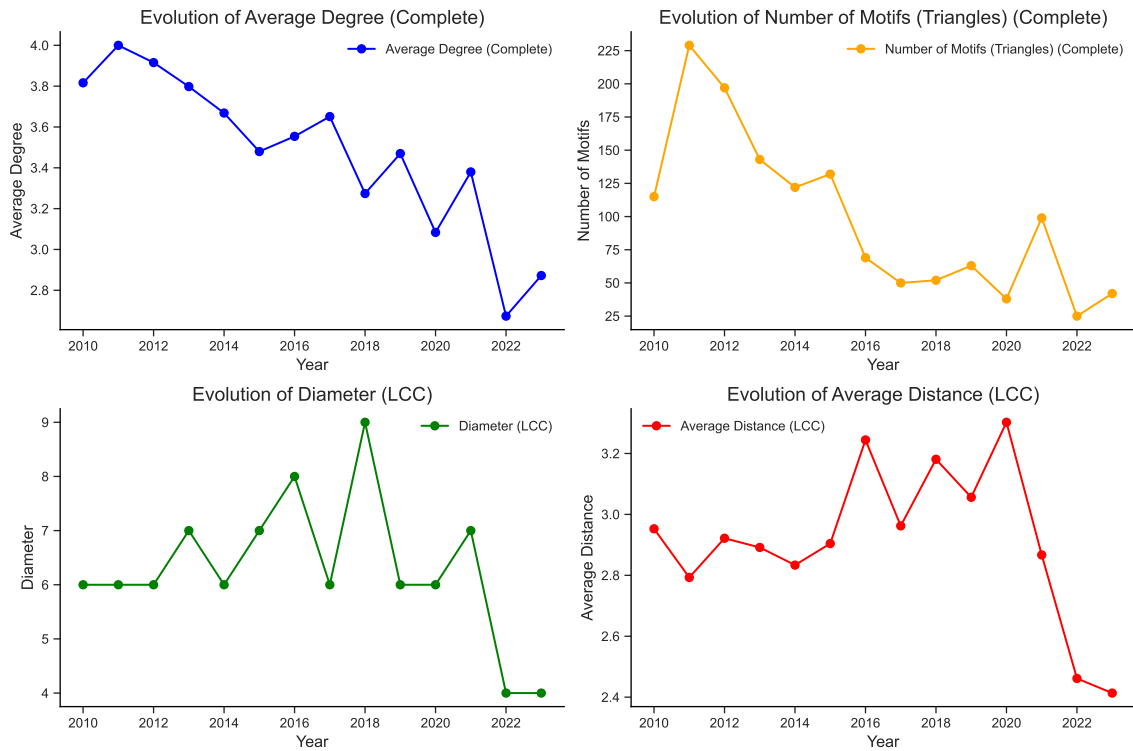 Evolution of Average Degree (Complete)
Average Degree (Complete)
4.0
3.8
3.6
3.4
3.2
3.0
2.8
Average Degree
2010 2012 2014 2016 2018 2020 2022
Year
Evolution of Number of Motifs (Triangles) (Complete)
Number of Motifs (Triangles) (Complete)
225
200
175
150
125
100
75
50
25
Number of Motifs
2010 2012 2014 2016 2018 2020 2022
Year
Evolution of Diameter (LCC)
Diameter (LCC)
9
8
7
6
5
4
Diameter
2010 2012 2014 2016 2018 2020 2022
Year
Evolution of Average Distance (LCC)
Average Distance (LCC)
3.2
3.0
2.8
2.6
2.4
Average Distance
2010 2012 2014 2016 2018 2020 2022
Year